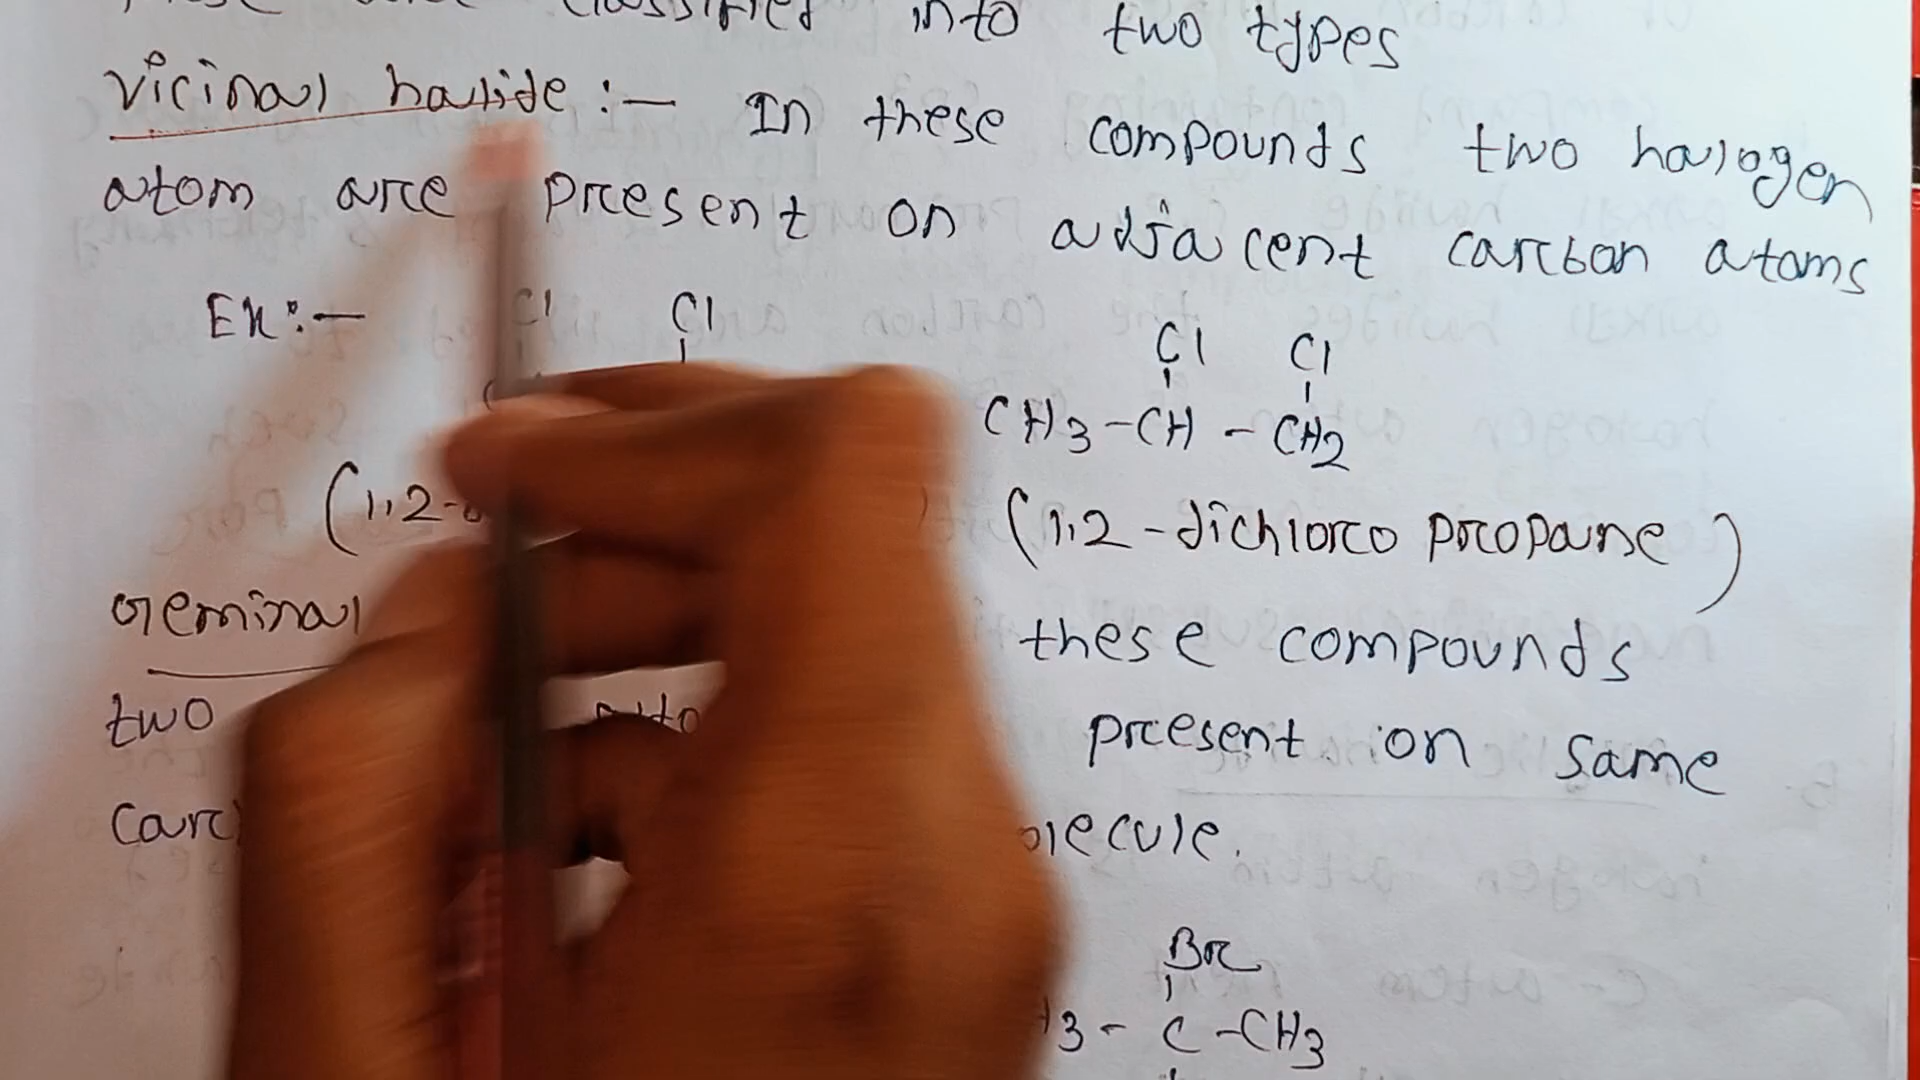 classified into two types
vicinal halide :- In these compounds two halogen
atom are present on adjacent carbon atoms
Ex:- Cl Cl
Cl Cl
CH3-CH-CH2
(1,2- (1,2-dichloro propane)
Geminal these compounds
two present on same
molecule.
Br
3-C-CH3